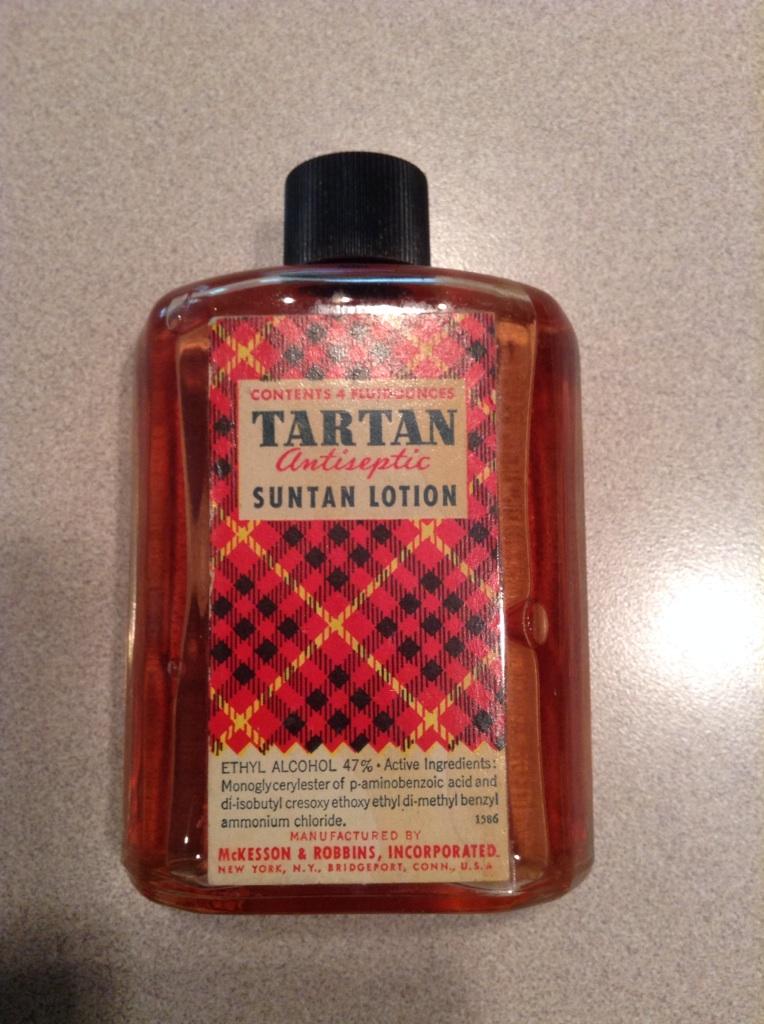 CONTENTS 4 FLUID OUNCES
TARTAN
Antiseptic
SUNTAN LOTION
ETHYL ALCOHOL 47% • Active Ingredients:
Monoglycerylester of p-aminobenzoic acid and
di-isobutyl cresoxy ethoxy ethyl di-methyl benzyl
ammonium chloride. 1586
MANUFACTURED BY
McKESSON & ROBBINS, INCORPORATED.
NEW YORK, N.Y., BRIDGEPORT, CONN., U.S.A